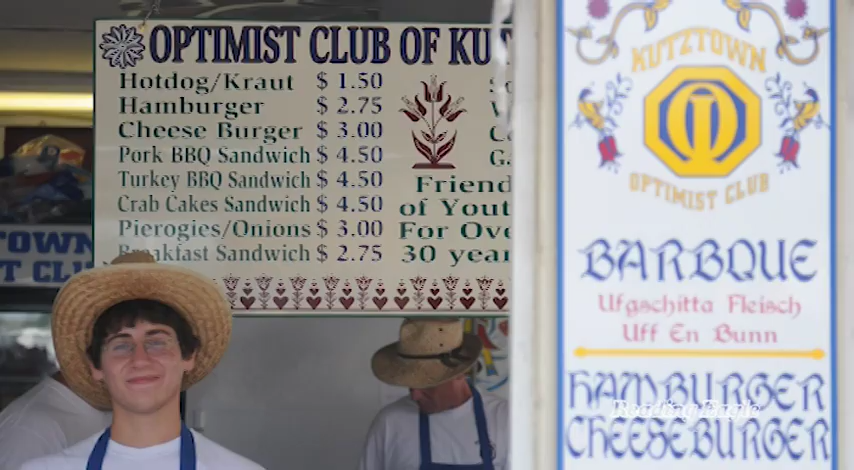 OPTIMIST CLUB OF KUT
Hotdog/Kraut $ 1.50
Hamburger $ 2.75
Cheese Burger $ 3.00
Pork BBQ Sandwich $ 4.50
Turkey BBQ Sandwich $ 4.50
Crab Cakes Sandwich $ 4.50
Pierogies/Onions $ 3.00
Breakfast Sandwich $ 2.75
Friend
of Yout
For Ove
30 year
TOWN
T CLU
KUTZTOWN
OPTIMIST CLUB
BARBQUE
Ufgschitta Fleisch
Uff En Bunn
HAMBURGER
CHEESEBURGER
Reading Eagle